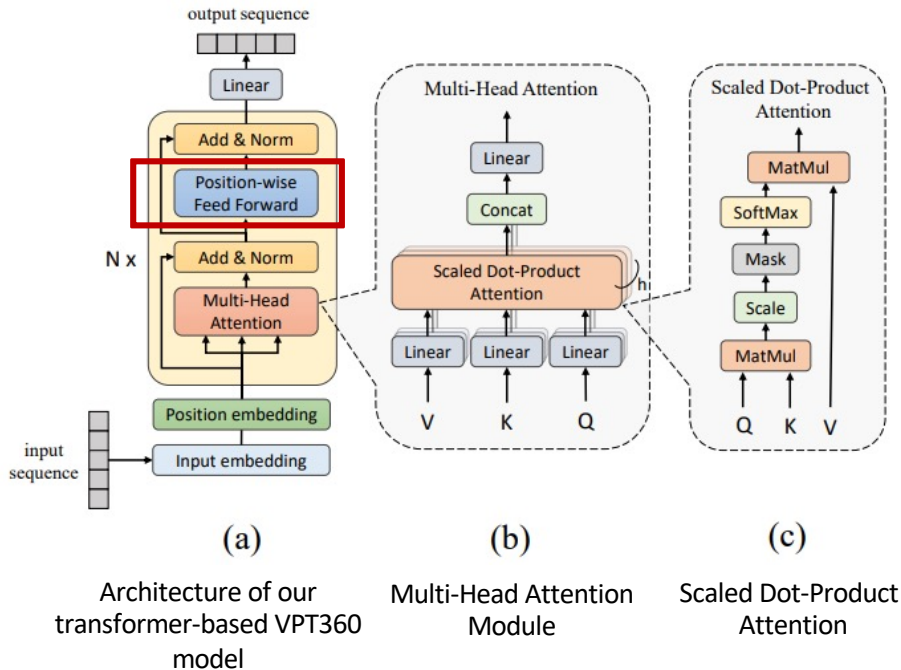 output sequence
Linear
Add & Norm
Position-wise
Feed Forward
N x
Add & Norm
Multi-Head
Attention
Position embedding
input
sequence
Input embedding
(a)
Architecture of our
transformer-based VPT360
model
Multi-Head Attention
Linear
Concat
Scaled Dot-Product
Attention
h
Linear
Linear
Linear
V
K
Q
(b)
Multi-Head Attention
Module
Scaled Dot-Product
Attention
MatMul
SoftMax
Mask
Scale
MatMul
Q
K
V
(c)
Scaled Dot-Product
Attention